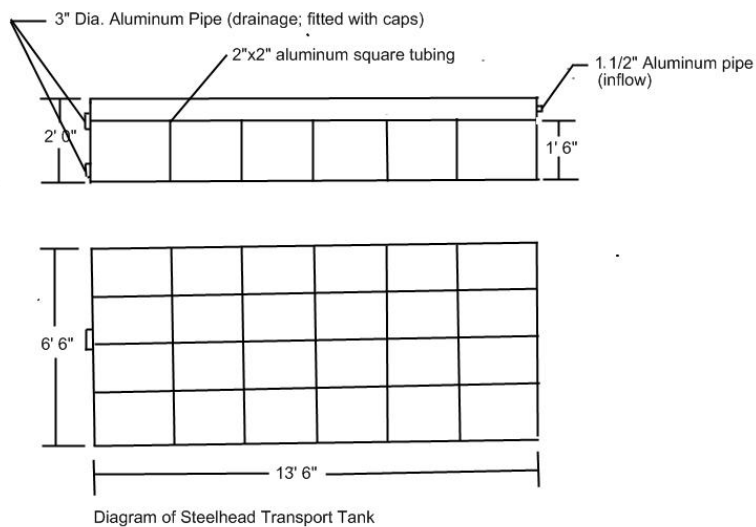 3" Dia. Aluminum Pipe (drainage; fitted with caps)
2"x2" aluminum square tubing
1.1/2" Aluminum pipe
(inflow)
2' 0"
1' 6"
6' 6"
13' 6"
Diagram of Steelhead Transport Tank